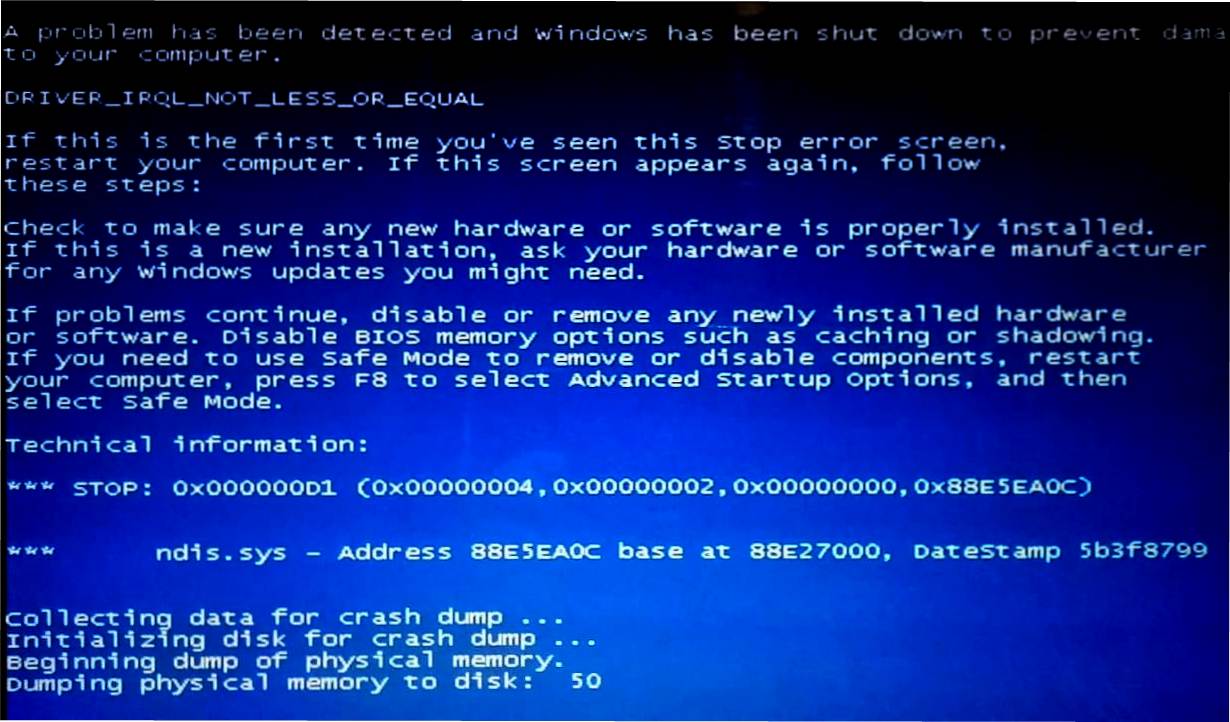 A problem has been detected and windows has been shut down to prevent dama
to your computer.
DRIVER_IRQL_NOT_LESS_OR_EQUAL
If this is the first time you've seen this Stop error screen,
restart your computer. If this screen appears again, follow
these steps:
Check to make sure any new hardware or software is properly installed.
If this is a new installation, ask your hardware or software manufacturer
for any windows updates you might need.
If problems continue, disable or remove any newly installed hardware
or software. Disable BIOS memory options such as caching or shadowing.
If you need to use Safe Mode to remove or disable components, restart
your computer, press F8 to select Advanced Startup Options, and then
select Safe Mode.
Technical information:
*** STOP: 0x000000D1 (0x00000004,0x00000002,0x00000000,0x88E5EA0C)
*** ndis.sys - Address 88E5EA0C base at 88E27000, DateStamp 5b3f8799
Collecting data for crash dump ...
Initializing disk for crash dump ...
Beginning dump of physical memory.
Dumping physical memory to disk: 50